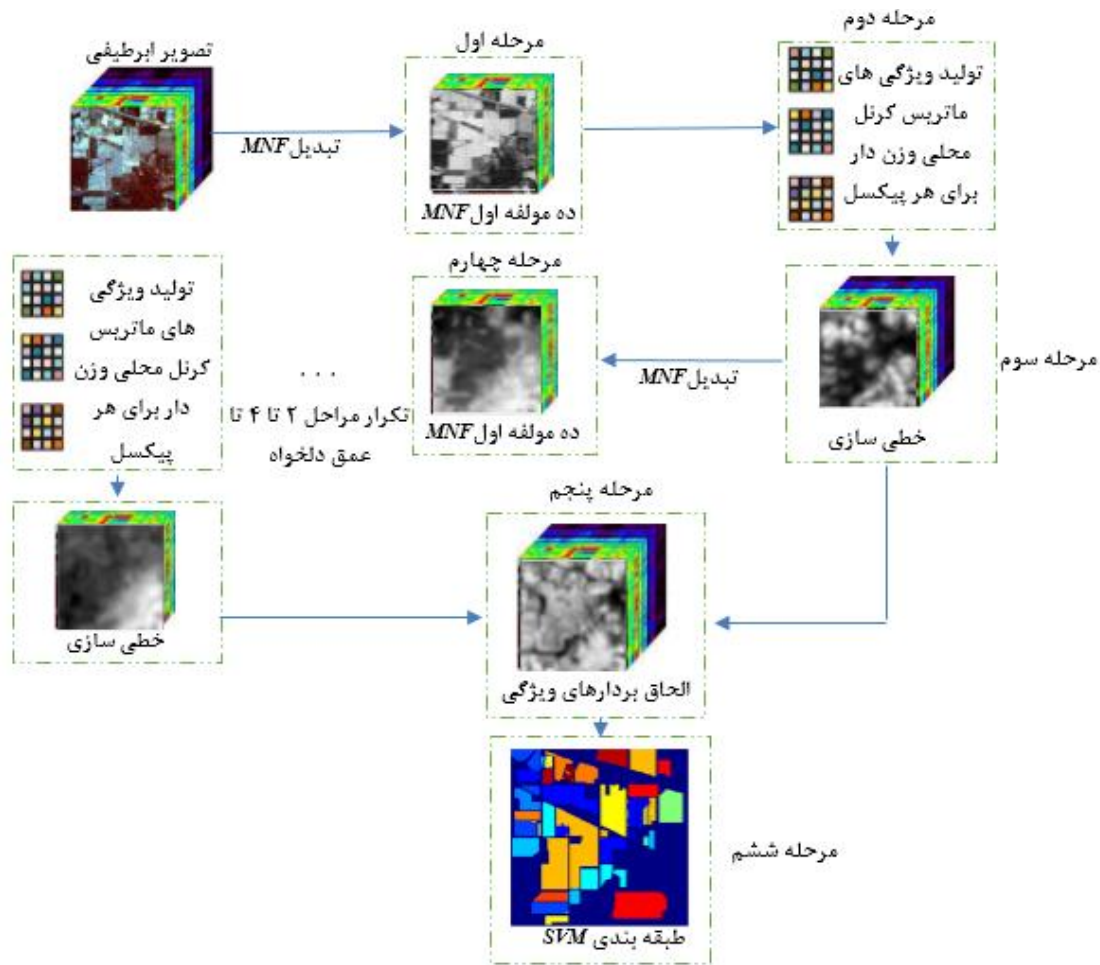 تصویر ابرطیفی
تبدیل MNF
مرحله اول
ده مولفه اول MNF
مرحله دوم
تولید ویژگی های
ماتریس کرنل
محلی وزن دار
برای هر پیکسل
مرحله سوم
خطی سازی
تبدیل MNF
مرحله چهارم
ده مولفه اول MNF
. . .
تکرار مراحل ۲ تا ۴ تا
عمق دلخواه
تولید ویژگی
های ماتریس
کرنل محلی وزن
دار برای هر
پیکسل
خطی سازی
مرحله پنجم
الحاق بردارهای ویژگی
مرحله ششم
طبقه بندی SVM